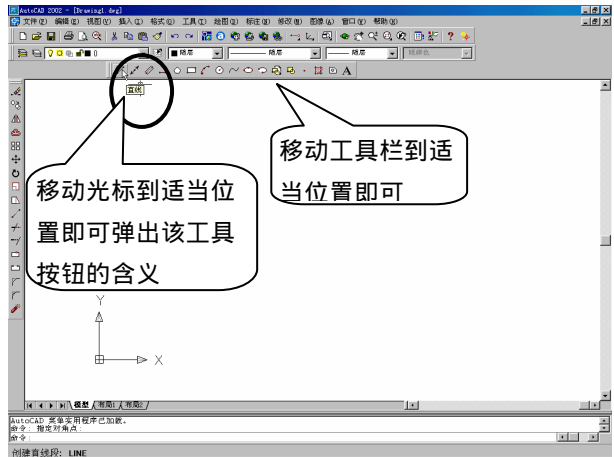 AutoCAD 2002 - [Drawing1.dwg]
文件(F) 编辑(E) 视图(V) 插入(I) 格式(O) 工具(T) 绘图(D) 标注(N) 修改(M) 图像(A) 窗口(W) 帮助(H)
0 随层 随层 随层 随颜色
A
直线
移动工具栏到适
当位置即可
移动光标到适当位
置即可弹出该工具
按钮的含义
Y
X
模型 布局1 布局2
AutoCAD 菜单实用程序已加载。
命令: 指定对角点:
命令:
创建直线段: LINE